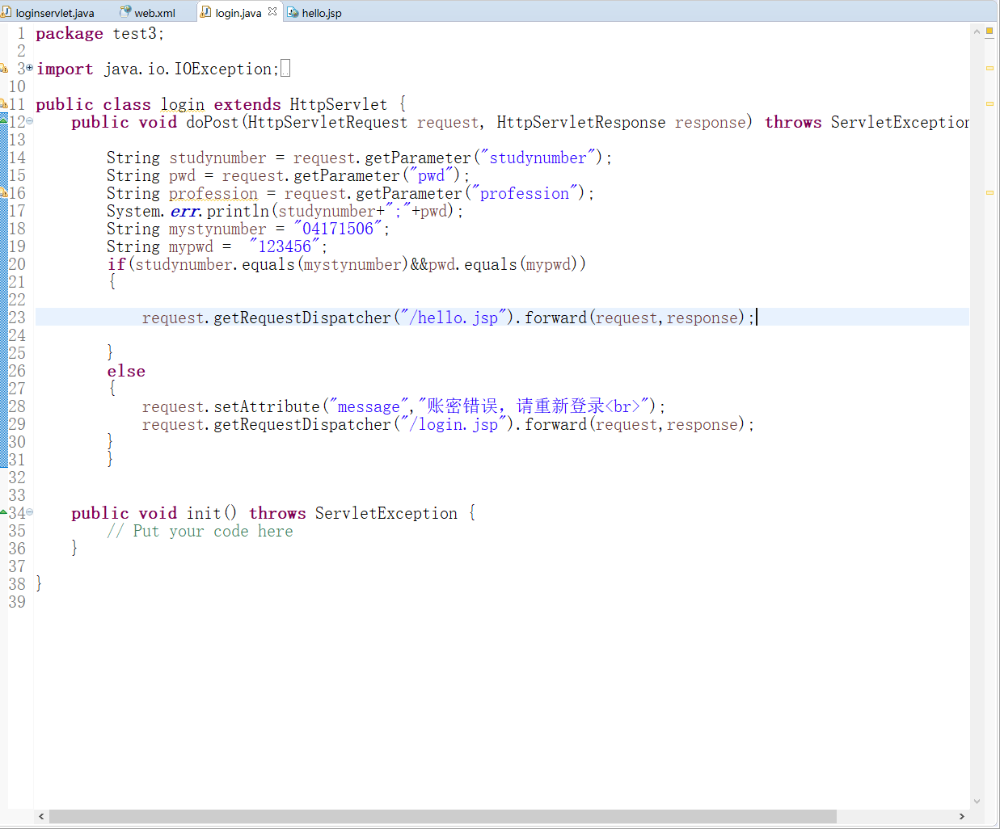 loginservlet.java web.xml login.java hello.jsp
1 package test3;
2
3 import java.io.IOException;
10
11 public class login extends HttpServlet {
12 public void doPost(HttpServletRequest request, HttpServletResponse response) throws ServletException
13
14 String studynumber = request.getParameter("studynumber");
15 String pwd = request.getParameter("pwd");
16 String profession = request.getParameter("profession");
17 System.err.println(studynumber+";"+pwd);
18 String mystynumber = "04171506";
19 String mypwd =  "123456";
20 if(studynumber.equals(mystynumber)&&pwd.equals(mypwd))
21 {
22
23 request.getRequestDispatcher("/hello.jsp").forward(request,response);
24
25 }
26 else
27 {
28 request.setAttribute("message","账密错误，请重新登录<br>");
29 request.getRequestDispatcher("/login.jsp").forward(request,response);
30 }
31 }
32
33
34 public void init() throws ServletException {
35 // Put your code here
36 }
37
38 }
39